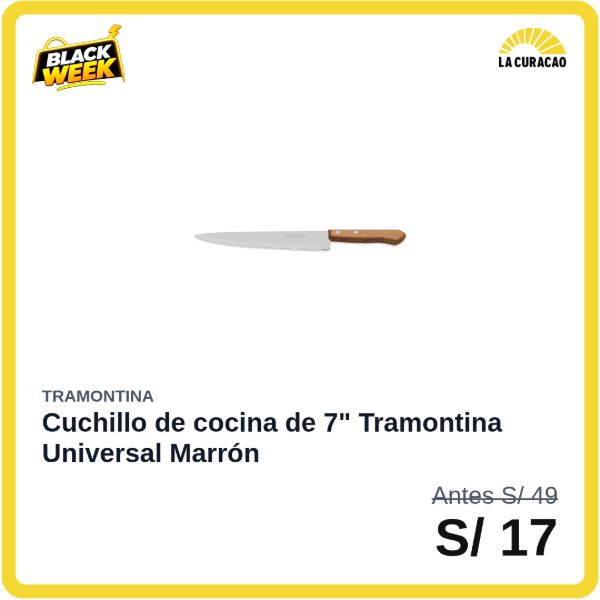 BLACK
WEEK
LA CURACAO
TRAMONTINA
Cuchillo de cocina de 7" Tramontina
Universal Marrón
Antes S/ 49
S/ 17